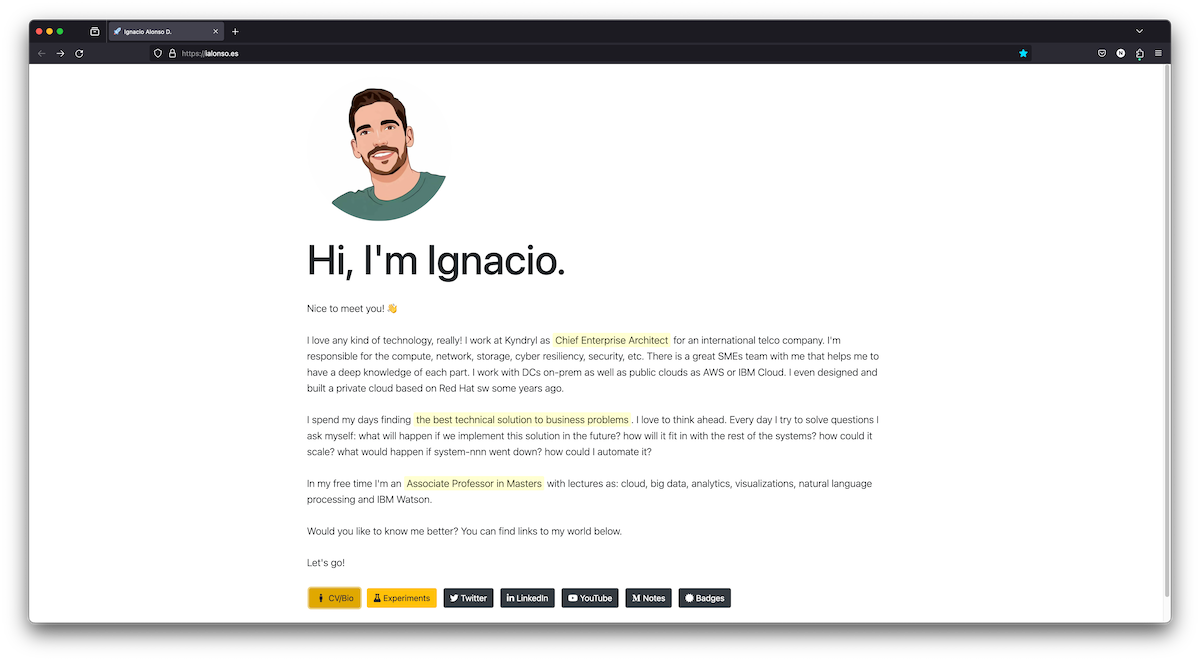 Ignacio Alonso D.
https://ialonso.es
Hi, I'm Ignacio.
Nice to meet you! 👋
I love any kind of technology, really! I work at Kyndryl as Chief Enterprise Architect for an international telco company. I'm
responsible for the compute, network, storage, cyber resiliency, security, etc. There is a great SMEs team with me that helps me to
have a deep knowledge of each part. I work with DCs on-prem as well as public clouds as AWS or IBM Cloud. I even designed and
built a private cloud based on Red Hat sw some years ago.
I spend my days finding the best technical solution to business problems . I love to think ahead. Every day I try to solve questions I
ask myself: what will happen if we implement this solution in the future? how will it fit in with the rest of the systems? how could it
scale? what would happen if system-nnn went down? how could I automate it?
In my free time I'm an Associate Professor in Masters with lectures as: cloud, big data, analytics, visualizations, natural language
processing and IBM Watson.
Would you like to know me better? You can find links to my world below.
Let's go!
CV/Bio Experiments Twitter LinkedIn YouTube Notes Badges